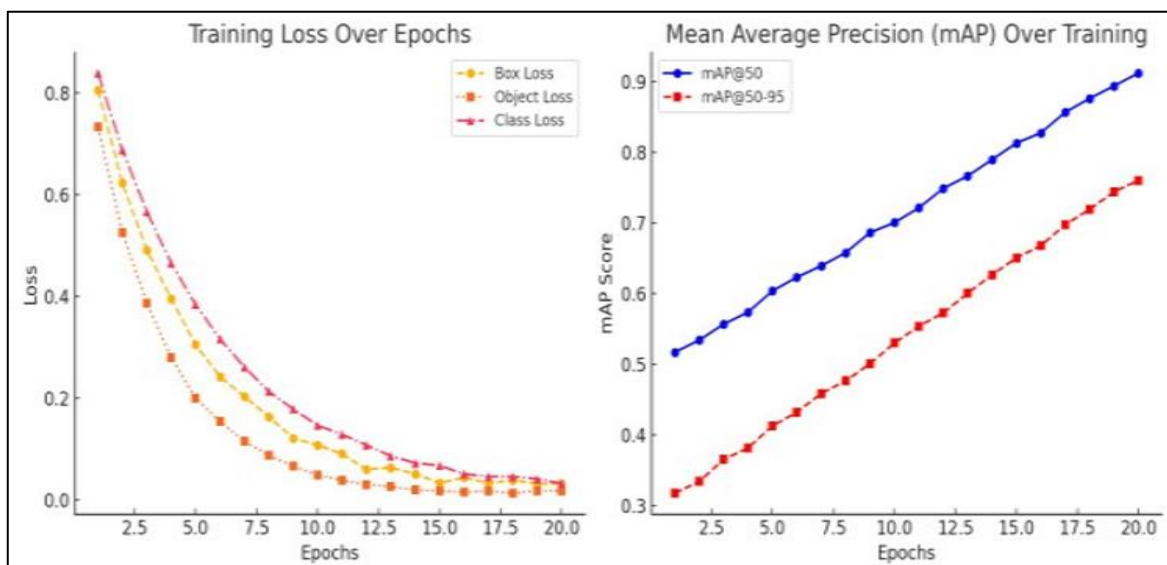 Training Loss Over Epochs
Box Loss
Object Loss
Class Loss
0.8
0.6
0.4
0.2
0.0
Loss
2.5 5.0 7.5 10.0 12.5 15.0 17.5 20.0
Epochs
Mean Average Precision (mAP) Over Training
mAP@50
mAP@50-95
0.9
0.8
0.7
0.6
0.5
0.4
0.3
mAP Score
2.5 5.0 7.5 10.0 12.5 15.0 17.5 20.0
Epochs